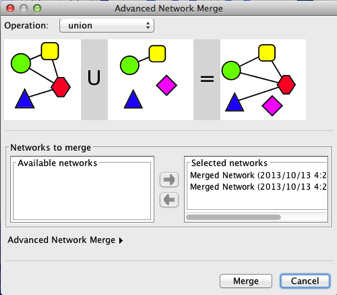 Advanced Network Merge
Operation: union
U =
Networks to merge
Available networks
Selected networks
Merged Network (2013/10/13 4:2
Merged Network (2013/10/13 4:2
Advanced Network Merge
Merge Cancel